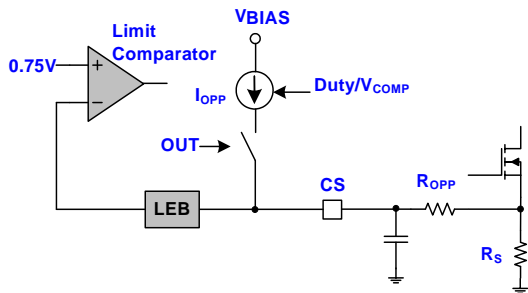 VBIAS
Limit
Comparator
0.75V
+
−
IOPP
Duty/VCOMP
OUT
CS
ROPP
LEB
RS